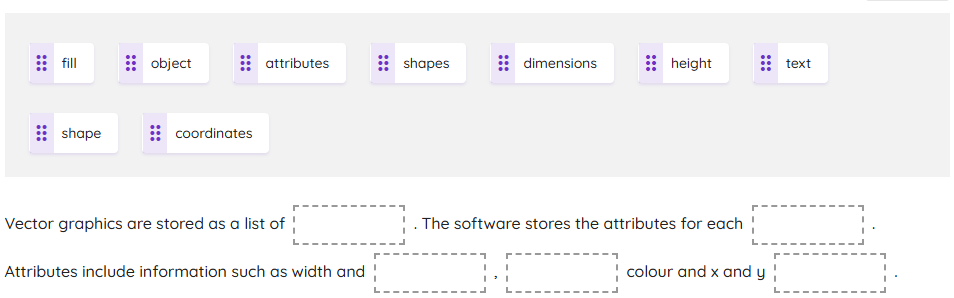 fill object attributes shapes dimensions height text
shape coordinates
Vector graphics are stored as a list of . The software stores the attributes for each .
Attributes include information such as width and , colour and x and y .